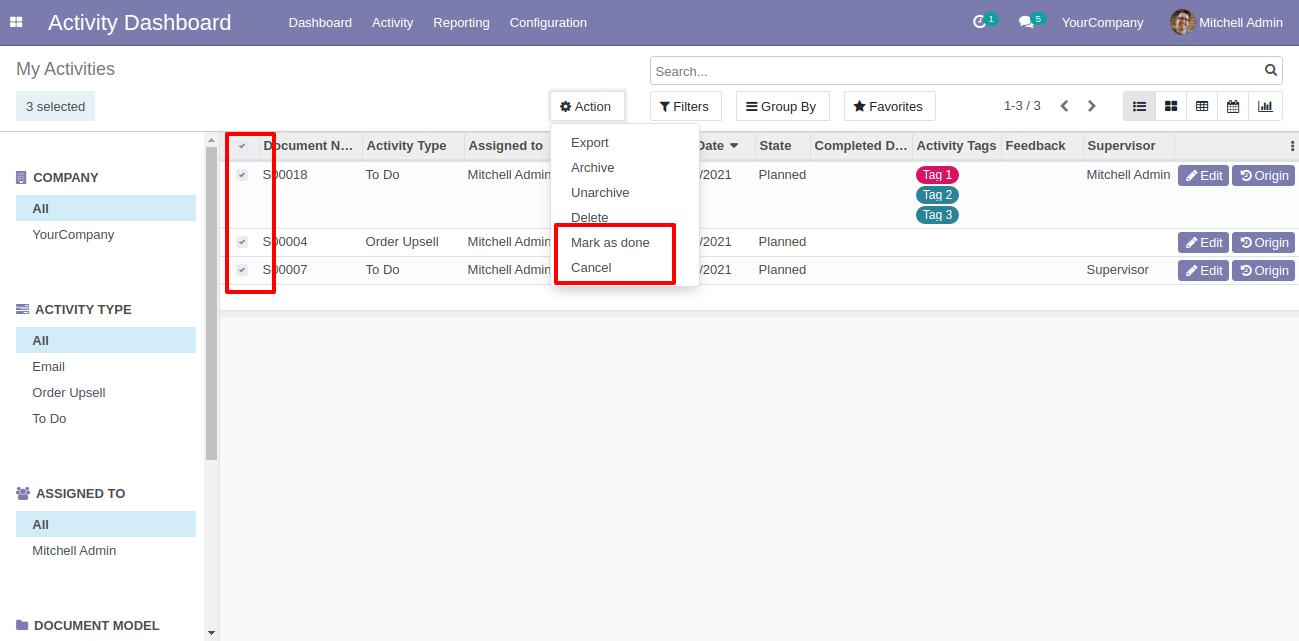 Activity Dashboard Dashboard Activity Reporting Configuration 1 5 YourCompany Mitchell Admin
My Activities
Search...
3 selected Action Filters Group By Favorites 1-3 / 3
Export
Archive
Unarchive
Delete
Mark as done
Cancel
COMPANY
All
YourCompany
ACTIVITY TYPE
All
Email
Order Upsell
To Do
ASSIGNED TO
All
Mitchell Admin
DOCUMENT MODEL
Document N... Activity Type Assigned to Date State Completed D... Activity Tags Feedback Supervisor
S00018 To Do Mitchell Admin /2021 Planned Tag 1 Mitchell Admin Edit Origin
Tag 2
Tag 3
S00004 Order Upsell Mitchell Admin /2021 Planned Edit Origin
S00007 To Do Mitchell Admin /2021 Planned Supervisor Edit Origin